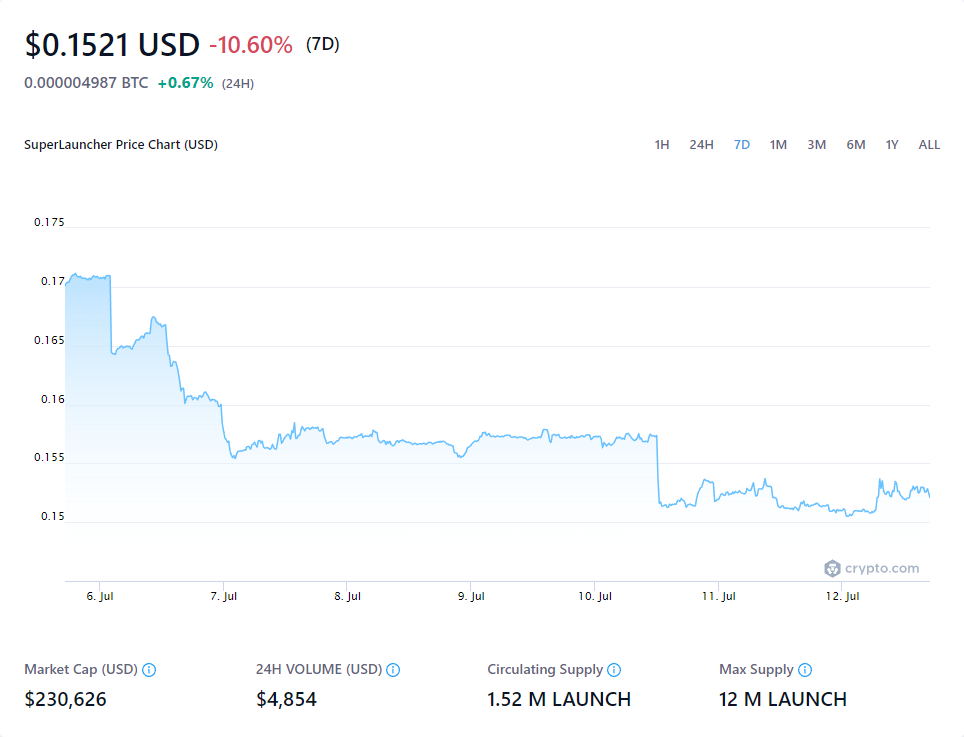 $0.1521 USD -10.60% (7D)
0.000004987 BTC +0.67% (24H)
SuperLauncher Price Chart (USD)
1H 24H 7D 1M 3M 6M 1Y ALL
0.175
0.17
0.165
0.16
0.155
0.15
crypto.com
6. Jul 7. Jul 8. Jul 9. Jul 10. Jul 11. Jul 12. Jul
Market Cap (USD) 24H VOLUME (USD) Circulating Supply Max Supply
$230,626 $4,854 1.52 M LAUNCH 12 M LAUNCH